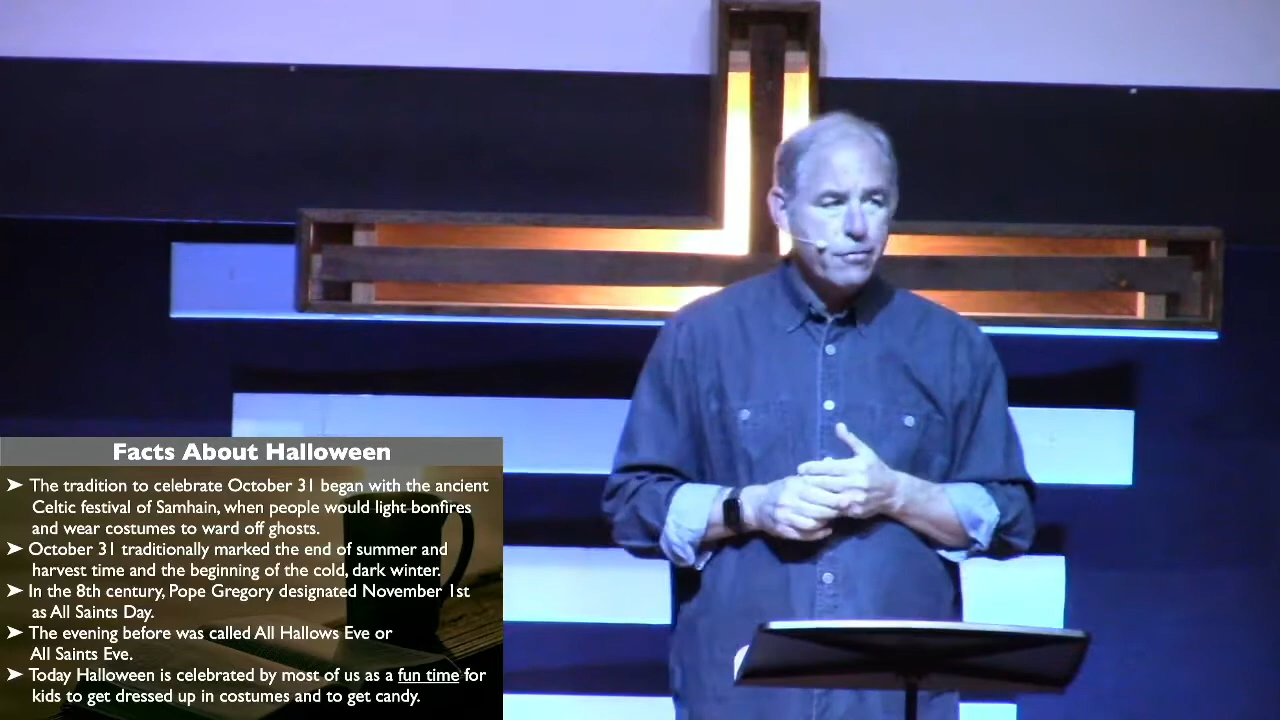 Facts About Halloween
➤ The tradition to celebrate October 31 began with the ancient
Celtic festival of Samhain, when people would light bonfires
and wear costumes to ward off ghosts.
➤ October 31 traditionally marked the end of summer and
harvest time and the beginning of the cold, dark winter.
➤ In the 8th century, Pope Gregory designated November 1st
as All Saints Day.
➤ The evening before was called All Hallows Eve or
All Saints Eve.
➤ Today Halloween is celebrated by most of us as a fun time for
kids to get dressed up in costumes and to get candy.